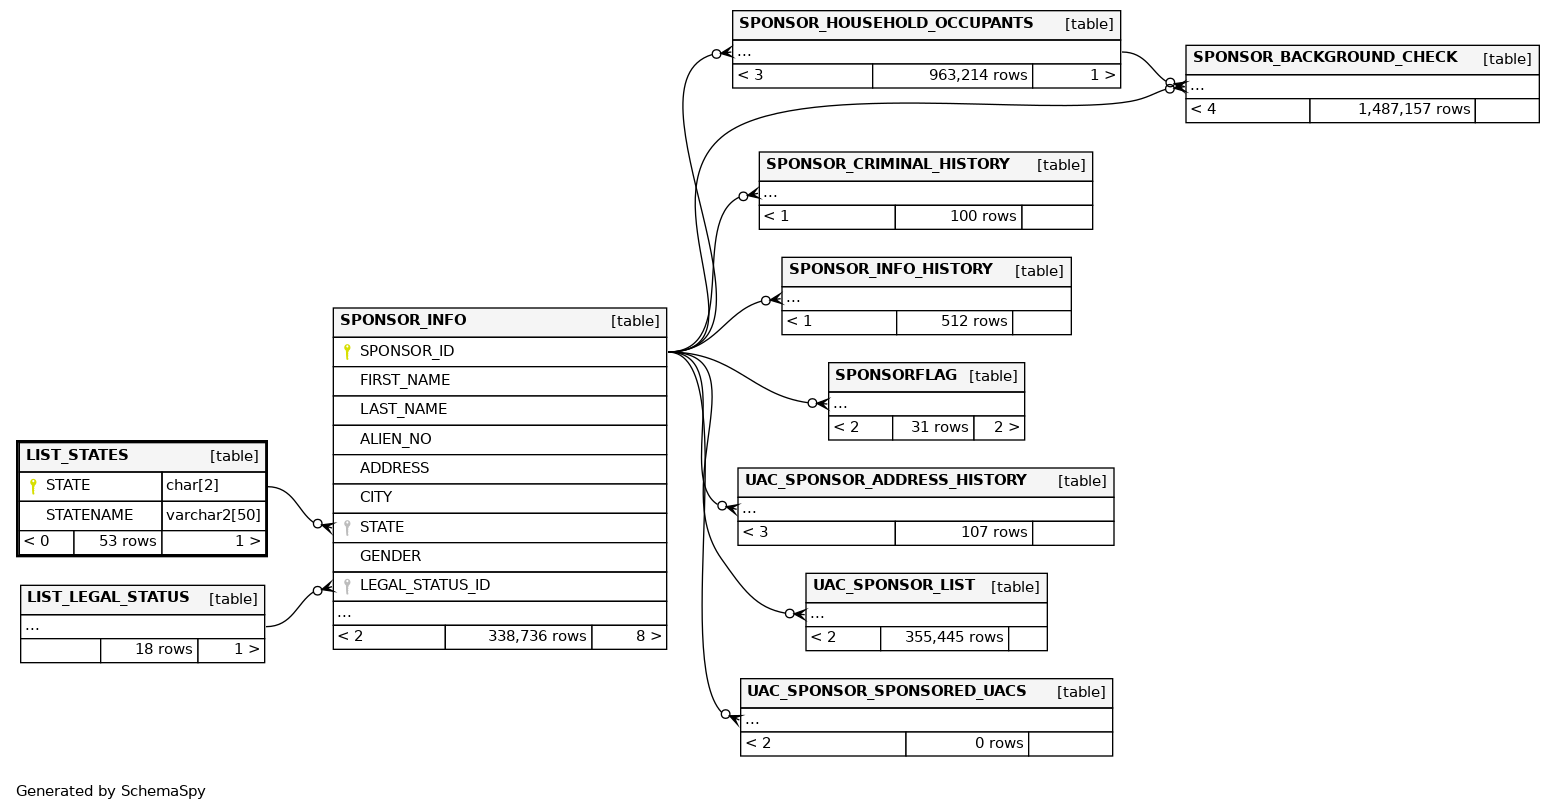 SPONSOR_HOUSEHOLD_OCCUPANTS [table]
...
< 3 963,214 rows 1 >
SPONSOR_BACKGROUND_CHECK [table]
...
< 4 1,487,157 rows
SPONSOR_CRIMINAL_HISTORY [table]
...
< 1 100 rows
SPONSOR_INFO_HISTORY [table]
...
< 1 512 rows
SPONSOR_INFO [table]
SPONSOR_ID
FIRST_NAME
LAST_NAME
ALIEN_NO
ADDRESS
CITY
STATE
GENDER
LEGAL_STATUS_ID
...
< 2 338,736 rows 8 >
SPONSORFLAG [table]
...
< 2 31 rows 2 >
LIST_STATES [table]
STATE char[2]
STATENAME varchar2[50]
< 0 53 rows 1 >
UAC_SPONSOR_ADDRESS_HISTORY [table]
...
< 3 107 rows
LIST_LEGAL_STATUS [table]
...
18 rows 1 >
UAC_SPONSOR_LIST [table]
...
< 2 355,445 rows
UAC_SPONSOR_SPONSORED_UACS [table]
...
< 2 0 rows
Generated by SchemaSpy